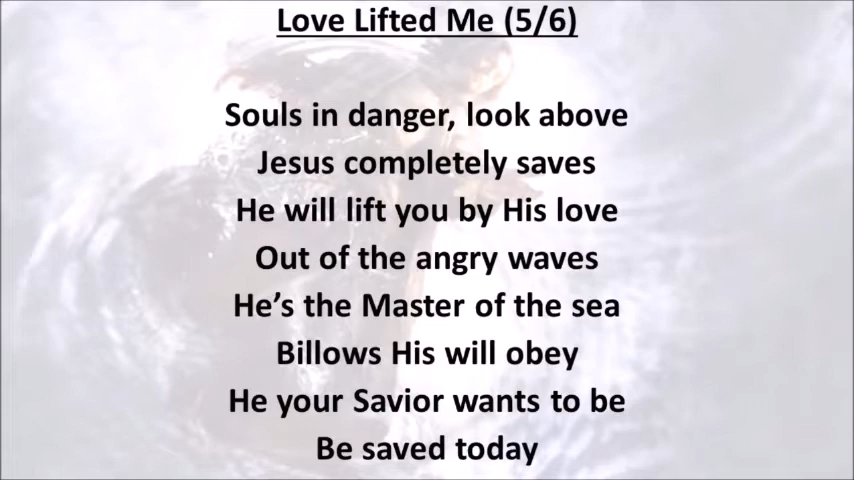 Love Lifted Me (5/6)
Souls in danger, look above
Jesus completely saves
He will lift you by His love
Out of the angry waves
He’s the Master of the sea
Billows His will obey
He your Savior wants to be
Be saved today